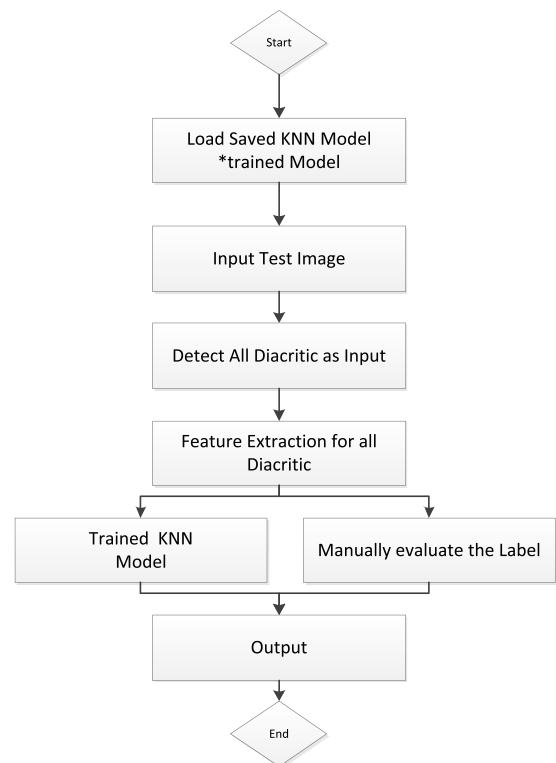 Start
Load Saved KNN Model
*trained Model
Input Test Image
Detect All Diacritic as Input
Feature Extraction for all
Diacritic
Trained KNN
Model
Manually evaluate the Label
Output
End